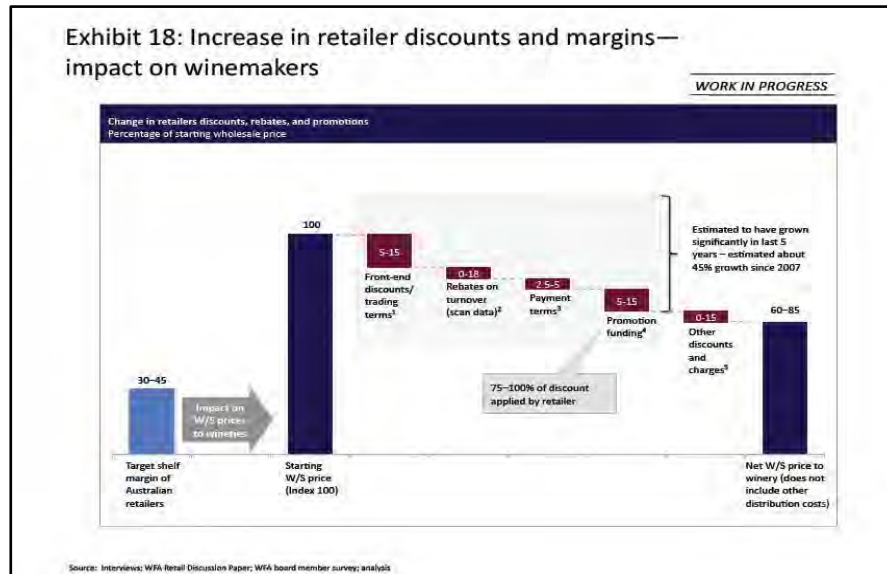 Exhibit 18: Increase in retailer discounts and margins—
impact on winemakers
WORK IN PROGRESS
Change in retailers discounts, rebates, and promotions
Percentage of starting wholesale price
30–45
Impact on
W/S prices
to wineries
Target shelf
margin of
Australian
retailers
100
Starting
W/S price
(Index 100)
5-15
Front-end
discounts/
trading
terms¹
0-18
Rebates on
turnover
(scan data)²
2.5-5
Payment
terms³
5-15
Promotion
funding⁴
75–100% of discount
applied by retailer
0-15
Other
discounts
and
charges⁵
Estimated to have grown
significantly in last 5
years – estimated about
45% growth since 2007
60–85
Net W/S price to
winery (does not
include other
distribution costs)
Source: Interviews; WFA Retail Discussion Paper; WFA board member survey; analysis